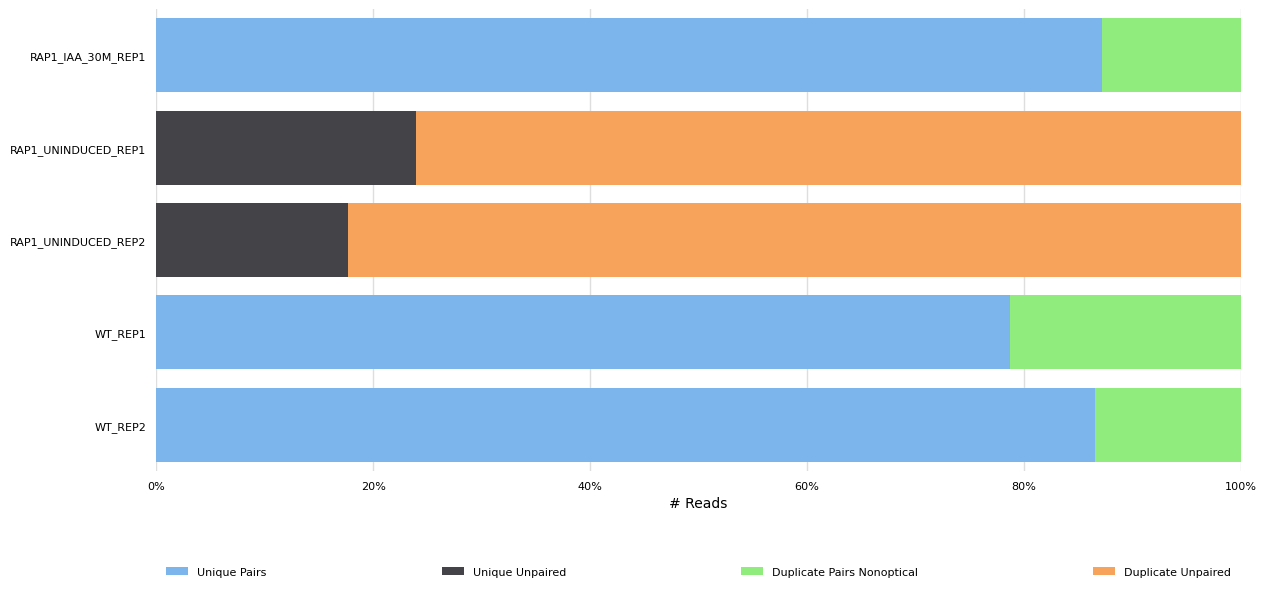 RAP1_IAA_30M_REP1
RAP1_UNINDUCED_REP1
RAP1_UNINDUCED_REP2
WT_REP1
WT_REP2
0% 20% 40% 60% 80% 100%
# Reads
Unique Pairs Unique Unpaired Duplicate Pairs Nonoptical Duplicate Unpaired